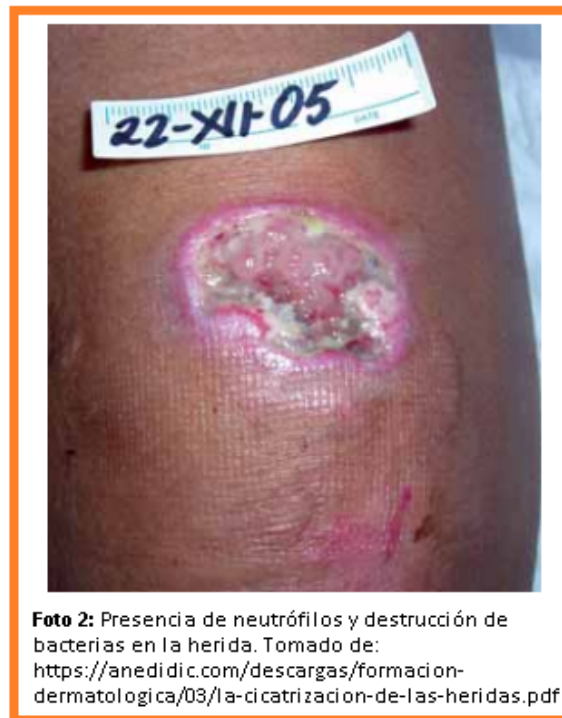 22-XII-05
DATE
Foto 2: Presencia de neutrófilos y destrucción de
bacterias en la herida. Tomado de:
https://anedidic.com/descargas/formacion-
dermatologica/03/la-cicatrizacion-de-las-heridas.pdf